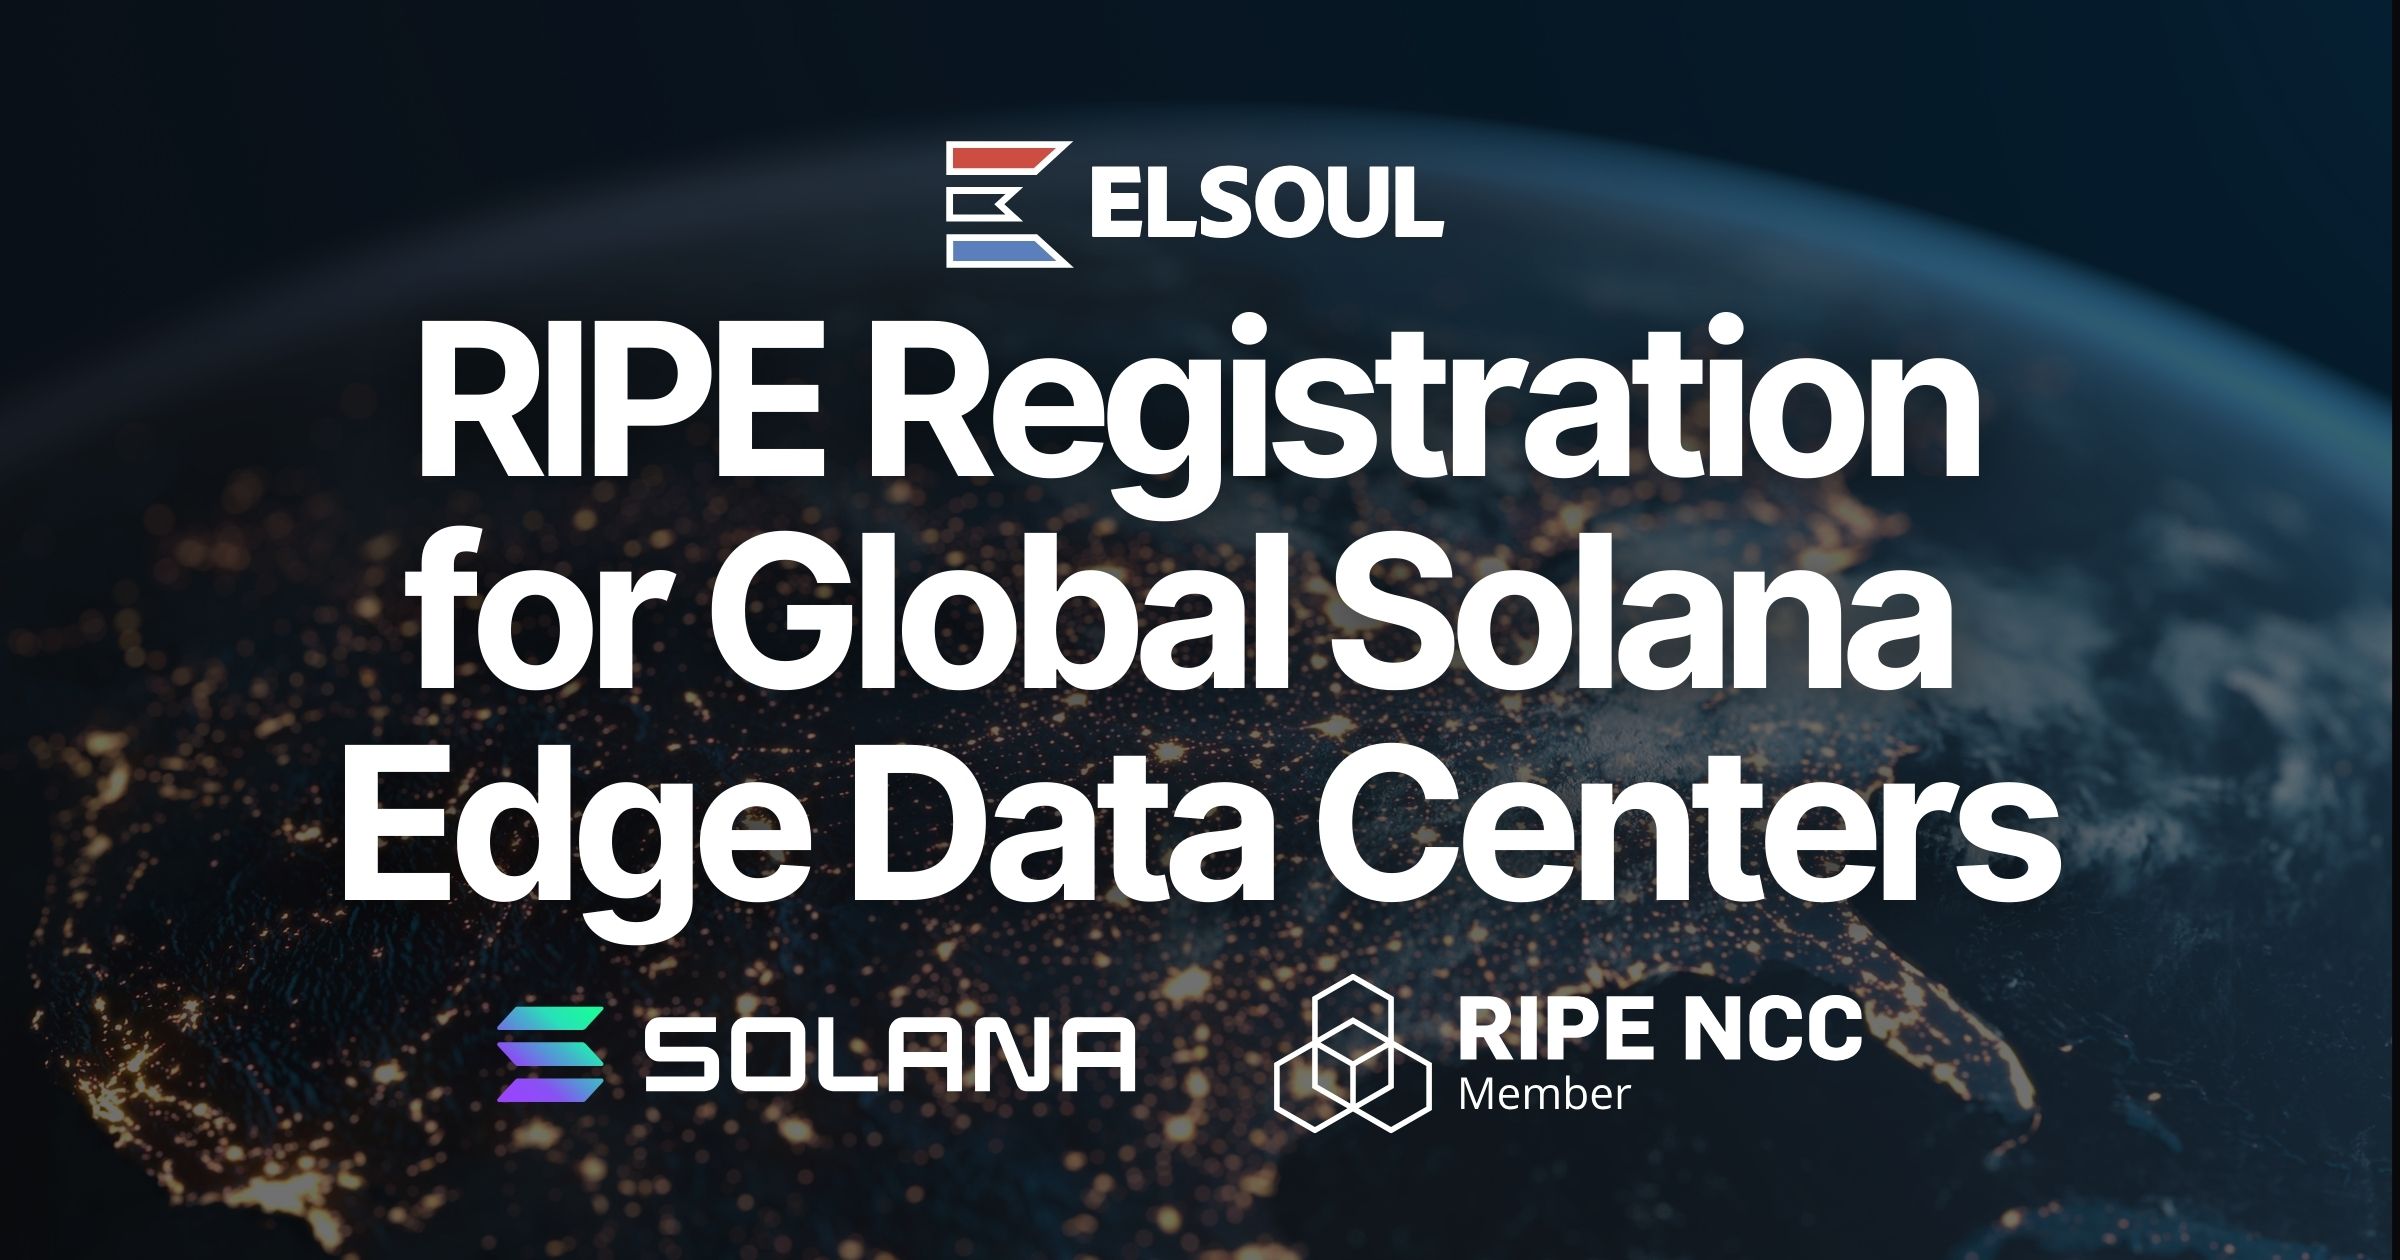 ELSOUL
RIPE Registration
for Global Solana
Edge Data Centers
SOLANA
RIPE NCC
Member